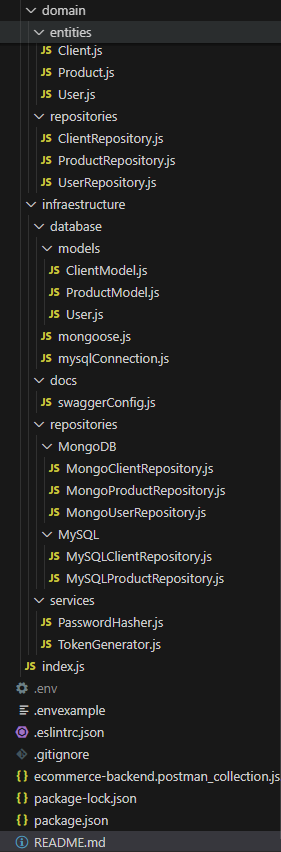 domain
entities
JS Client.js
JS Product.js
JS User.js
repositories
JS ClientRepository.js
JS ProductRepository.js
JS UserRepository.js
infraestructure
database
models
JS ClientModel.js
JS ProductModel.js
JS User.js
JS mongoose.js
JS mysqlConnection.js
docs
JS swaggerConfig.js
repositories
MongoDB
JS MongoClientRepository.js
JS MongoProductRepository.js
JS MongoUserRepository.js
MySQL
JS MySQLClientRepository.js
JS MySQLProductRepository.js
services
JS PasswordHasher.js
JS TokenGenerator.js
JS index.js
.env
.envexample
.eslintrc.json
.gitignore
{} ecommerce-backend.postman_collection.js
{} package-lock.json
{} package.json
README.md